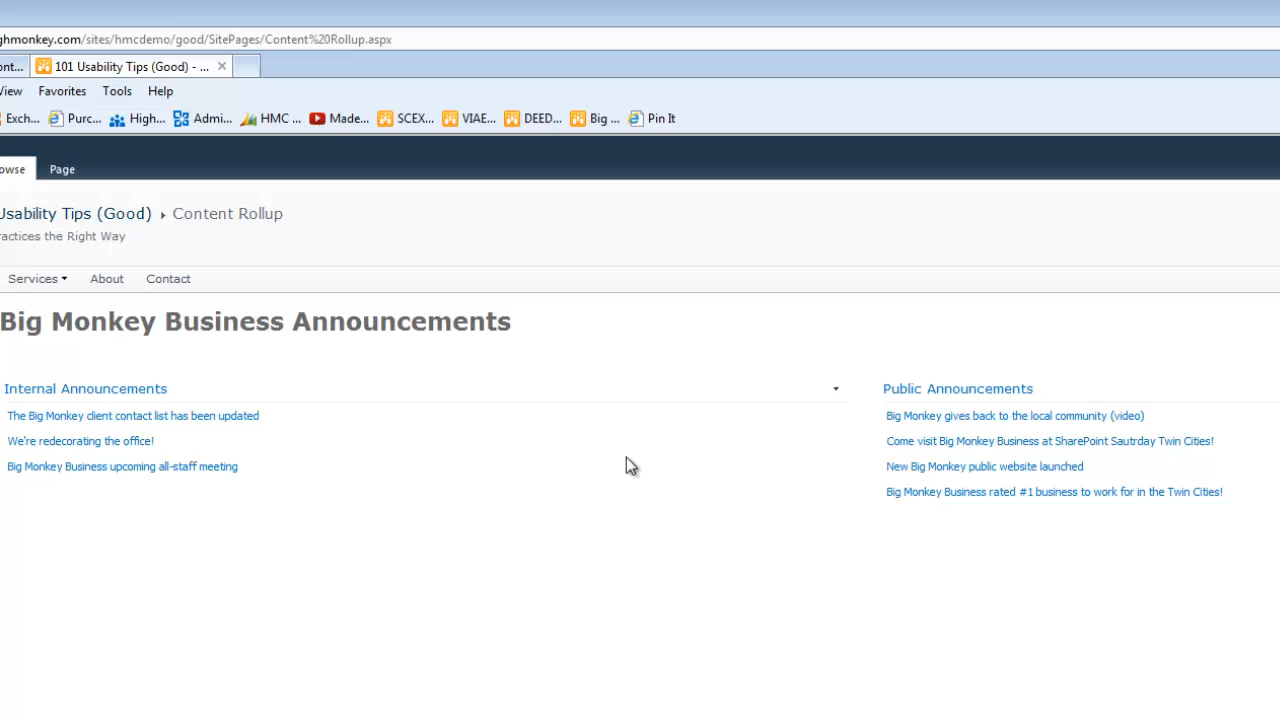 ghmonkey.com/sites/hmcdemo/good/SitePages/Content%20Rollup.aspx
ont... 101 Usability Tips (Good) - ...
View Favorites Tools Help
Exch... Purc... High... Admi... HMC ... Made... SCEX... VIAE... DEED... Big ... Pin It
owse Page
Usability Tips (Good) Content Rollup
ractices the Right Way
Services About Contact
Big Monkey Business Announcements
Internal Announcements
The Big Monkey client contact list has been updated
We're redecorating the office!
Big Monkey Business upcoming all-staff meeting
Public Announcements
Big Monkey gives back to the local community (video)
Come visit Big Monkey Business at SharePoint Sautrday Twin Cities!
New Big Monkey public website launched
Big Monkey Business rated #1 business to work for in the Twin Cities!